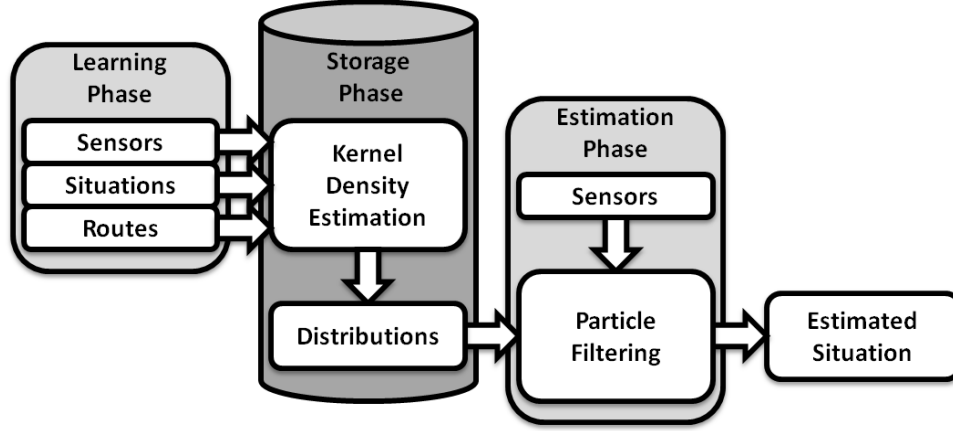 Learning
Phase
Sensors
Situations
Routes
Storage
Phase
Kernel
Density
Estimation
Distributions
Estimation
Phase
Sensors
Particle
Filtering
Estimated
Situation